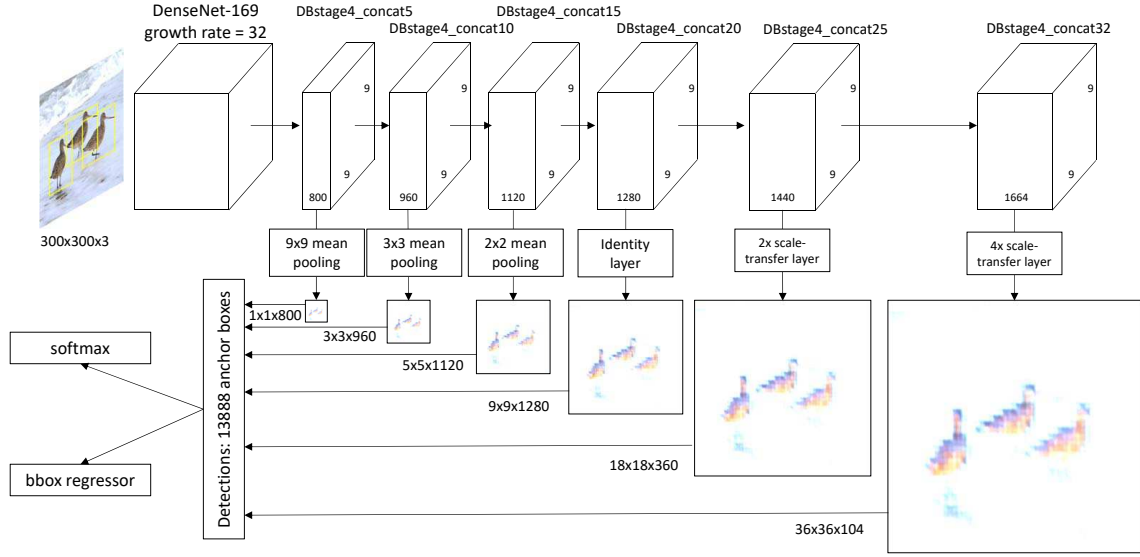 DenseNet-169
growth rate = 32
DBstage4_concat5
DBstage4_concat10
DBstage4_concat15
DBstage4_concat20
DBstage4_concat25
DBstage4_concat32
9
9
9
9
9
9
9
9
9
9
9
9
800
960
1120
1280
1440
1664
300x300x3
9x9 mean
pooling
3x3 mean
pooling
2x2 mean
pooling
Identity
layer
2x scale-
transfer layer
4x scale-
transfer layer
1x1x800
3x3x960
5x5x1120
9x9x1280
18x18x360
36x36x104
Detections: 13888 anchor boxes
softmax
bbox regressor